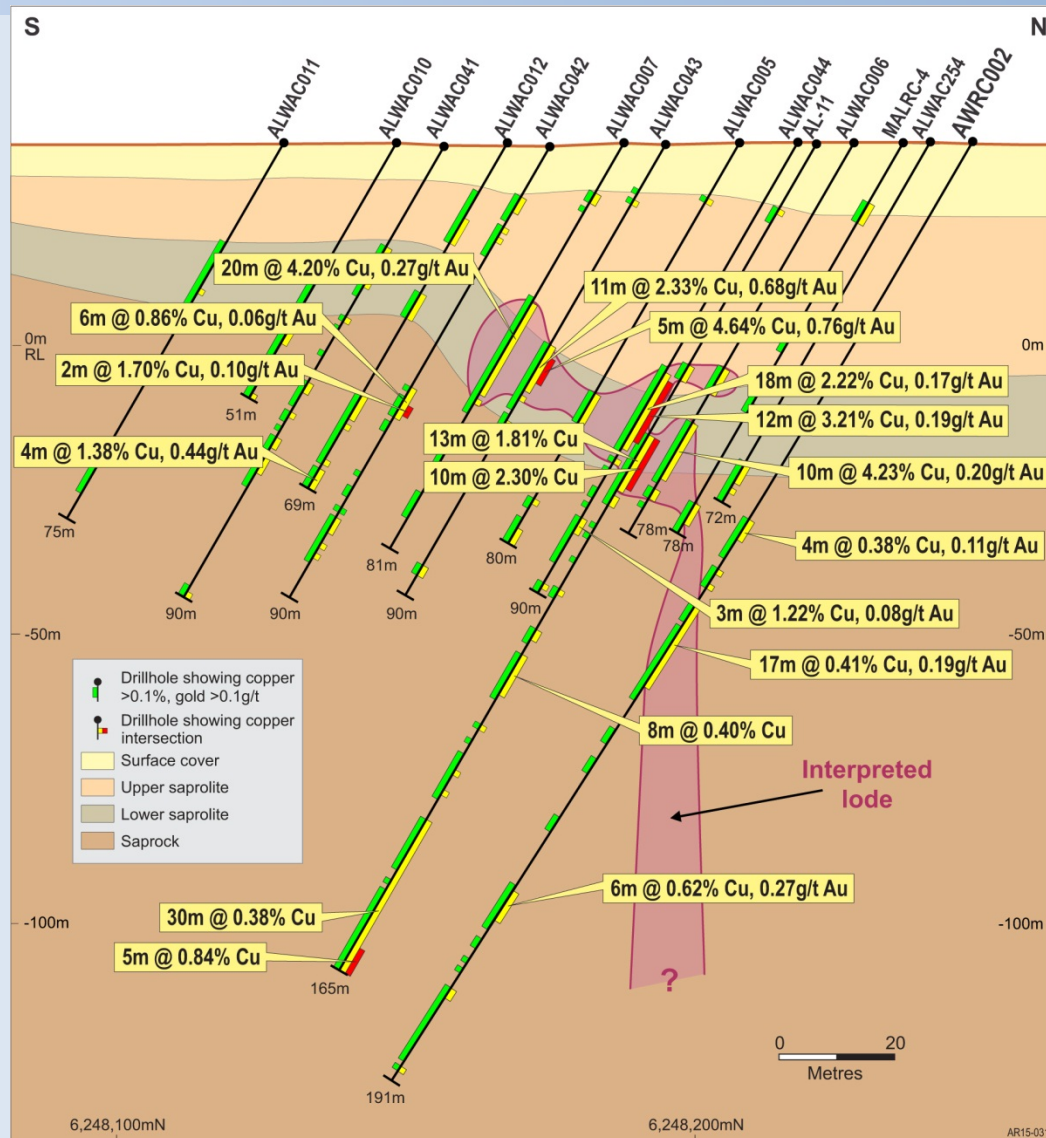 S
N
ALWAC011
ALWAC010
ALWAC041
ALWAC012
ALWAC042
ALWAC007
ALWAC043
ALWAC005
ALWAC044
AL-11
ALWAC006
MALRC-4
ALWAC254
AWRC002
20m @ 4.20% Cu, 0.27g/t Au
11m @ 2.33% Cu, 0.68g/t Au
6m @ 0.86% Cu, 0.06g/t Au
5m @ 4.64% Cu, 0.76g/t Au
0m
RL
0m
2m @ 1.70% Cu, 0.10g/t Au
18m @ 2.22% Cu, 0.17g/t Au
51m
12m @ 3.21% Cu, 0.19g/t Au
13m @ 1.81% Cu
4m @ 1.38% Cu, 0.44g/t Au
10m @ 2.30% Cu
10m @ 4.23% Cu, 0.20g/t Au
69m
72m
75m
78m
78m
4m @ 0.38% Cu, 0.11g/t Au
81m
80m
90m
90m
90m
90m
3m @ 1.22% Cu, 0.08g/t Au
-50m
-50m
17m @ 0.41% Cu, 0.19g/t Au
Drillhole showing copper
>0.1%, gold >0.1g/t
Drillhole showing copper
intersection
Surface cover
Upper saprolite
Lower saprolite
Saprock
8m @ 0.40% Cu
Interpreted
lode
6m @ 0.62% Cu, 0.27g/t Au
30m @ 0.38% Cu
-100m
-100m
5m @ 0.84% Cu
165m
?
0
20
Metres
191m
6,248,100mN
6,248,200mN
AR15-031